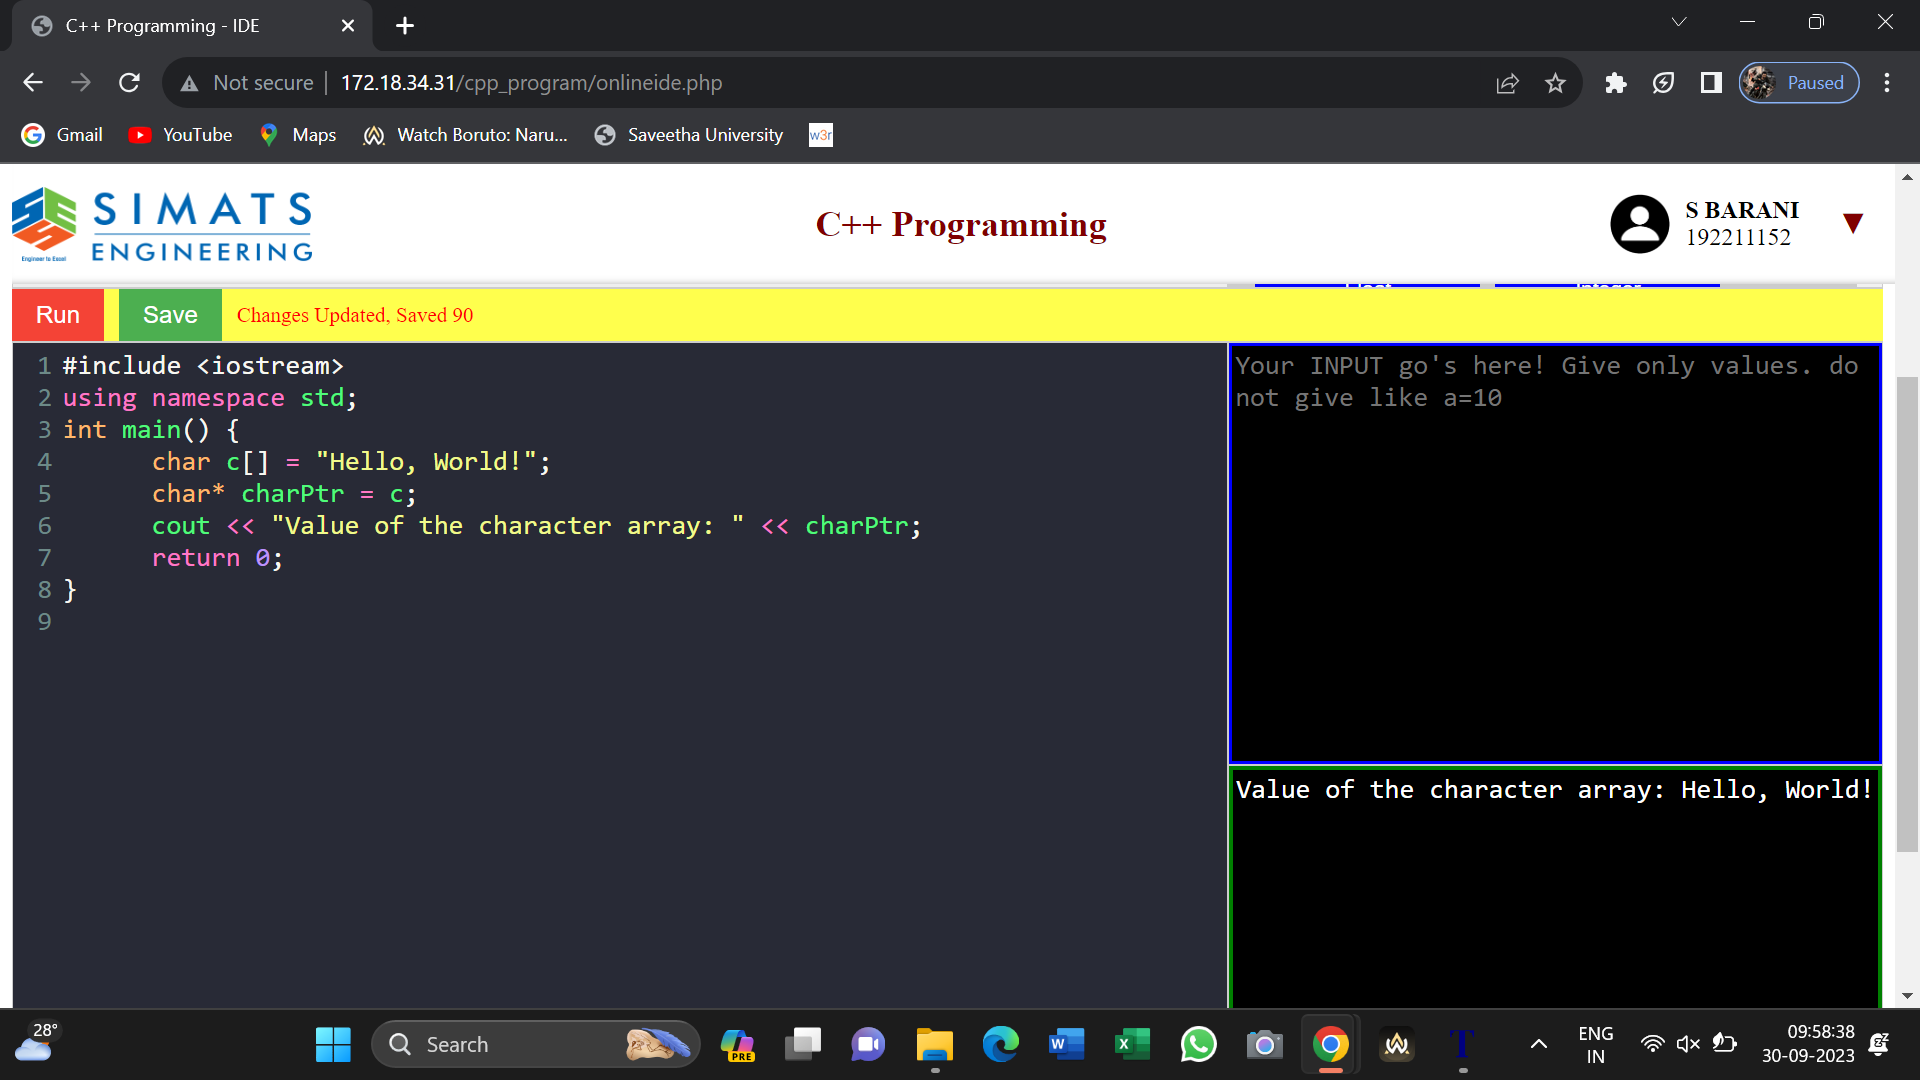 C++ Programming - IDE
Not secure
172.18.34.31/cpp_program/onlineide.php
Paused
Gmail
YouTube
Maps
Watch Boruto: Naru...
Saveetha University
w3r
SIMATS
ENGINEERING
Engineer to Excel
C++ Programming
S BARANI
192211152
Run
Save
Changes Updated, Saved 90
1 #include <iostream>
2 using namespace std;
3 int main() {
4 char c[] = "Hello, World!";
5 char* charPtr = c;
6 cout << "Value of the character array: " << charPtr;
7 return 0;
8 }
9
Your INPUT go's here! Give only values. do
not give like a=10
Value of the character array: Hello, World!
28°
Search
PRE
ENG
IN
09:58:38
30-09-2023